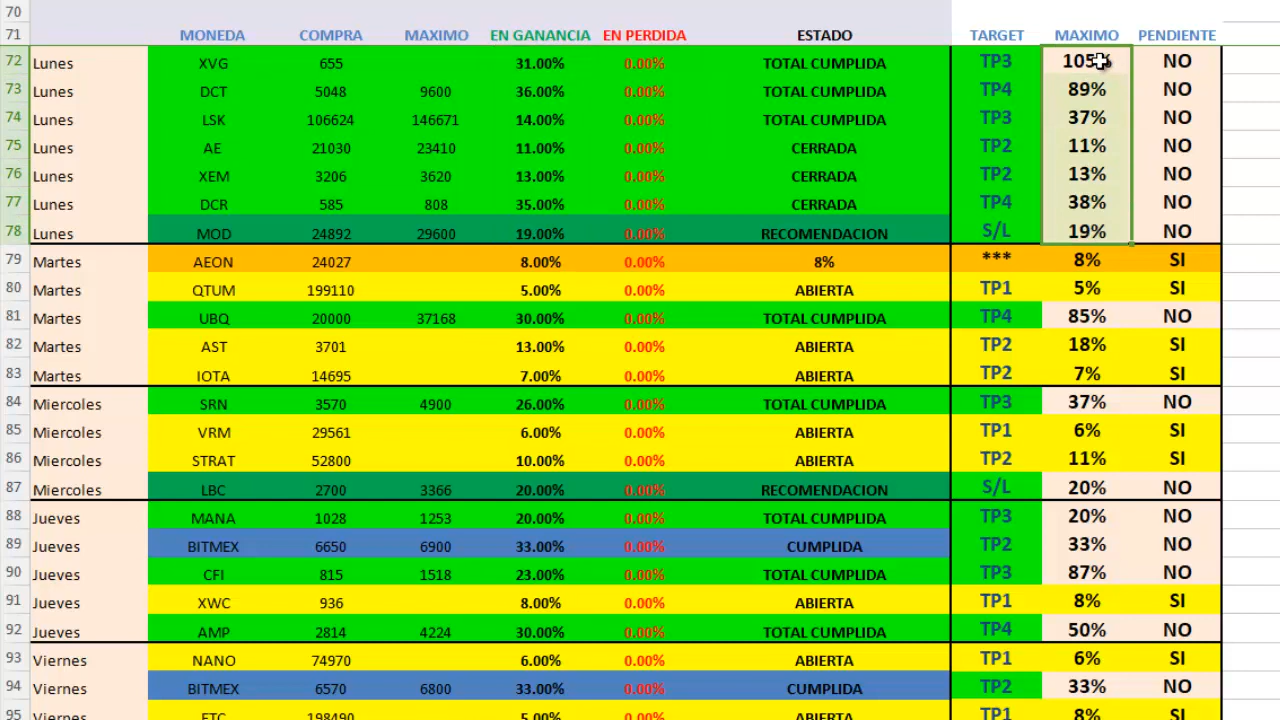 70
71 MONEDA COMPRA MAXIMO EN GANANCIA EN PERDIDA ESTADO TARGET MAXIMO PENDIENTE
72 Lunes XVG 655 31.00% 0.00% TOTAL CUMPLIDA TP3 105% NO
73 Lunes DCT 5048 9600 36.00% 0.00% TOTAL CUMPLIDA TP4 89% NO
74 Lunes LSK 106624 146671 14.00% 0.00% TOTAL CUMPLIDA TP3 37% NO
75 Lunes AE 21030 23410 11.00% 0.00% CERRADA TP2 11% NO
76 Lunes XEM 3206 3620 13.00% 0.00% CERRADA TP2 13% NO
77 Lunes DCR 585 808 35.00% 0.00% CERRADA TP4 38% NO
78 Lunes MOD 24892 29600 19.00% 0.00% RECOMENDACION S/L 19% NO
79 Martes AEON 24027 8.00% 0.00% 8% *** 8% SI
80 Martes QTUM 199110 5.00% 0.00% ABIERTA TP1 5% SI
81 Martes UBQ 20000 37168 30.00% 0.00% TOTAL CUMPLIDA TP4 85% NO
82 Martes AST 3701 13.00% 0.00% ABIERTA TP2 18% SI
83 Martes IOTA 14695 7.00% 0.00% ABIERTA TP2 7% SI
84 Miercoles SRN 3570 4900 26.00% 0.00% TOTAL CUMPLIDA TP3 37% NO
85 Miercoles VRM 29561 6.00% 0.00% ABIERTA TP1 6% SI
86 Miercoles STRAT 52800 10.00% 0.00% ABIERTA TP2 11% SI
87 Miercoles LBC 2700 3366 20.00% 0.00% RECOMENDACION S/L 20% NO
88 Jueves MANA 1028 1253 20.00% 0.00% TOTAL CUMPLIDA TP3 20% NO
89 Jueves BITMEX 6650 6900 33.00% 0.00% CUMPLIDA TP2 33% NO
90 Jueves CFI 815 1518 23.00% 0.00% TOTAL CUMPLIDA TP3 87% NO
91 Jueves XWC 936 8.00% 0.00% ABIERTA TP1 8% SI
92 Jueves AMP 2814 4224 30.00% 0.00% TOTAL CUMPLIDA TP4 50% NO
93 Viernes NANO 74970 6.00% 0.00% ABIERTA TP1 6% SI
94 Viernes BITMEX 6570 6800 33.00% 0.00% CUMPLIDA TP2 33% NO
95 Viernes ETC 198490 5.00% 0.00% ABIERTA TP1 8% SI